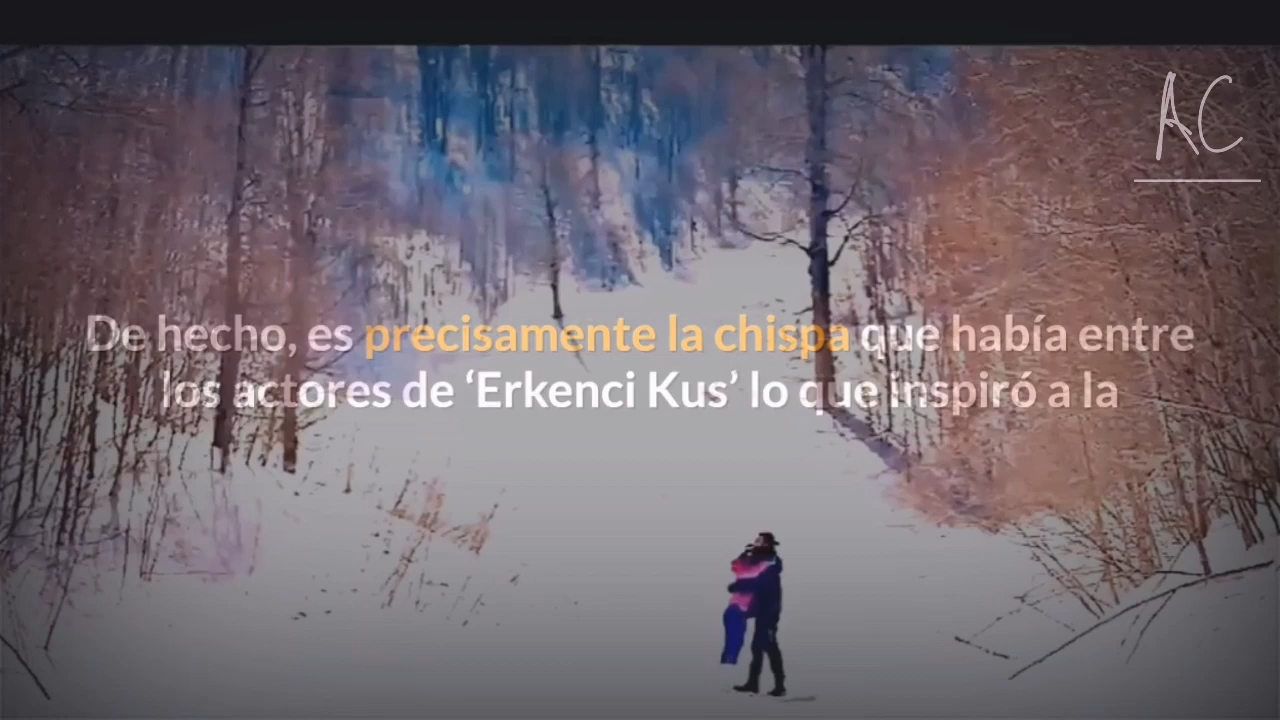 AC
De hecho, es precisamente la chispa que había entre
los actores de ‘Erkenci Kus’ lo que inspiró a la